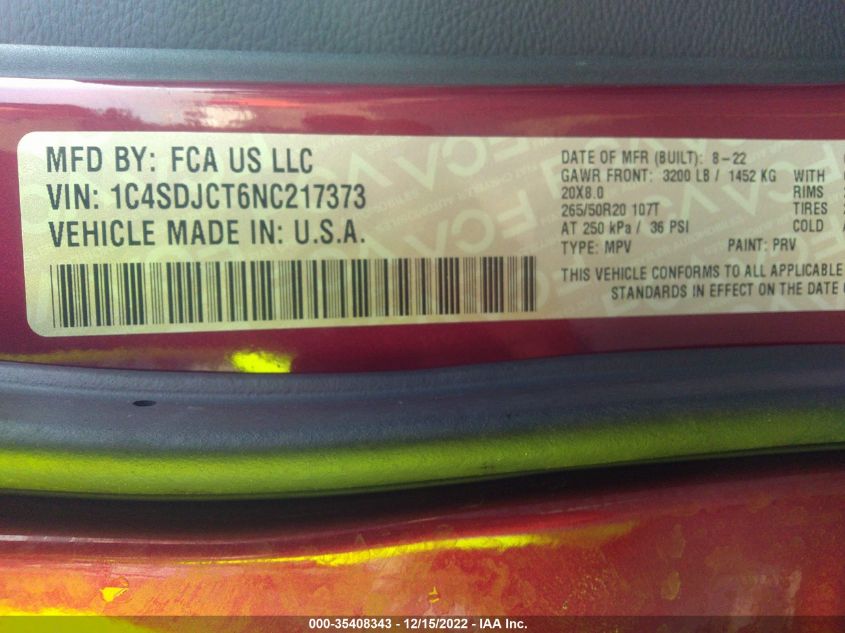 MFD BY: FCA US LLC
VIN: 1C4SDJCT6NC217373
VEHICLE MADE IN: U.S.A.
DATE OF MFR (BUILT): 8-22
GAWR FRONT: 3200 LB / 1452 KG WITH
20X8.0 RIMS
265/50R20 107T TIRES
AT 250 kPa / 36 PSI COLD
TYPE: MPV PAINT: PRV
THIS VEHICLE CONFORMS TO ALL APPLICABLE
STANDARDS IN EFFECT ON THE DATE
000-35408343 - 12/15/2022 - IAA Inc.